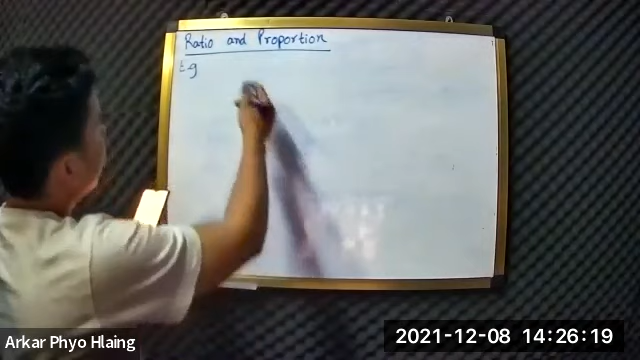 Ratio and Proportion
Eg
Arkar Phyo Hlaing
2021-12-08 14:26:19